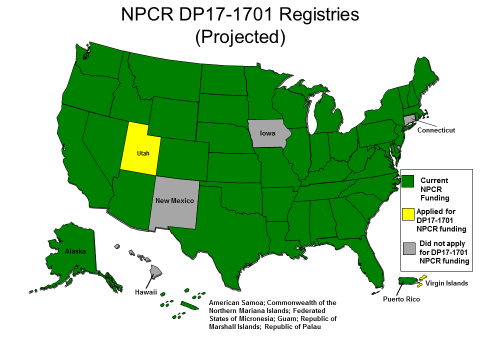 NPCR DP17-1701 Registries
(Projected)
Utah
Iowa
New Mexico
Connecticut
Current
NPCR
Funding
Applied for
DP17-1701
NPCR funding
Did not apply
for DP17-1701
NPCR funding
Alaska
Hawaii
Virgin Islands
Puerto Rico
American Samoa; Commonwealth of the
Northern Mariana Islands; Federated
States of Micronesia; Guam; Republic of
Marshall Islands; Republic of Palau